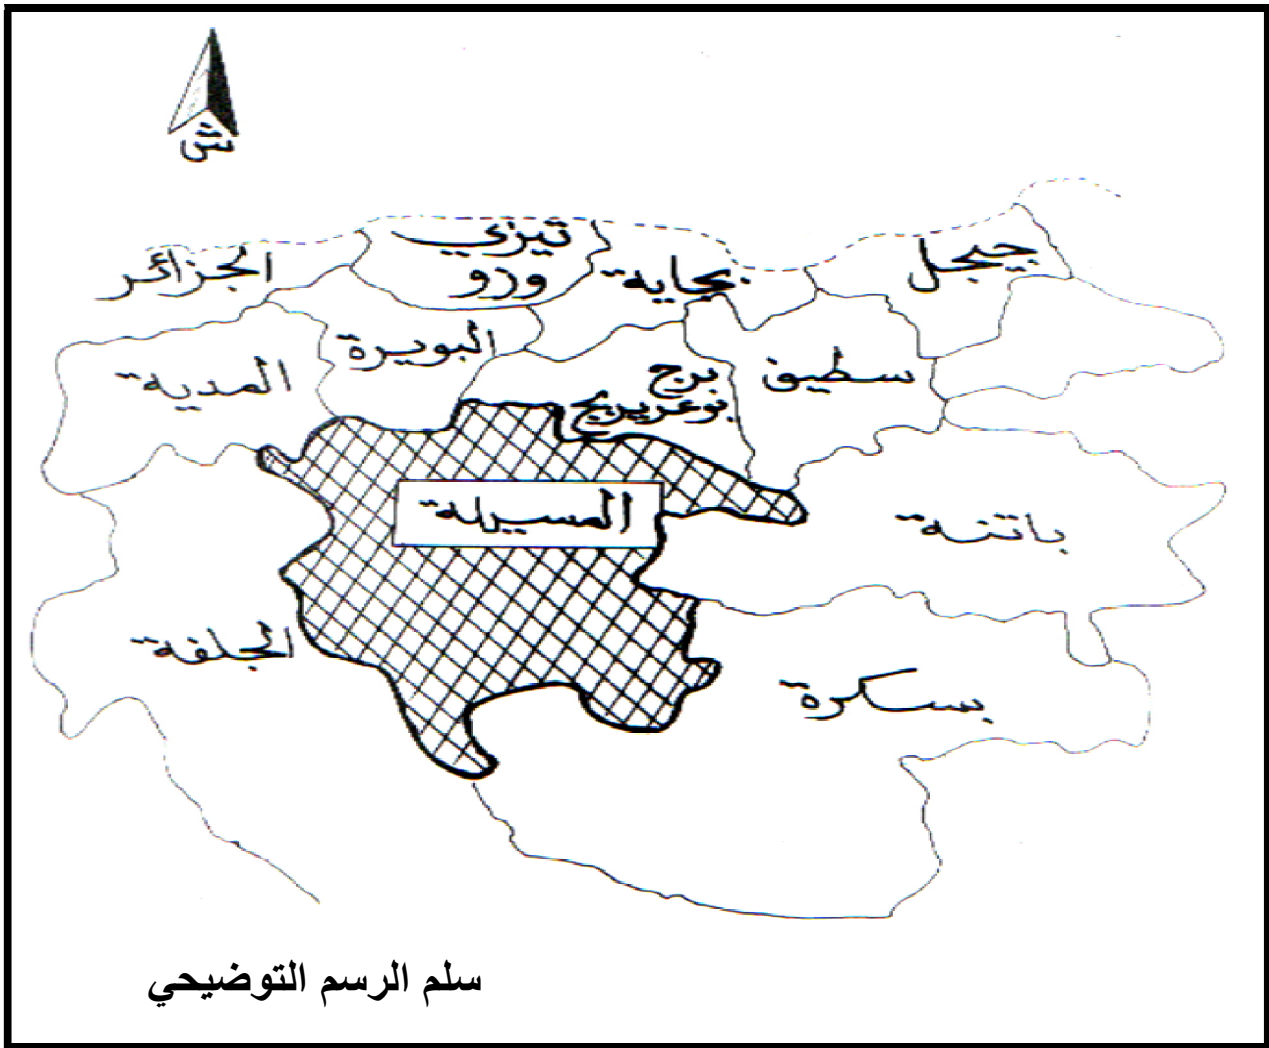 ش
تيزي
وزو
الجزائر
بجاية
جيجل
البويرة
المدية
برج
بوعريريج
سطيف
المسيلة
باتنة
الجلفة
بسكرة
سلم الرسم التوضيحي